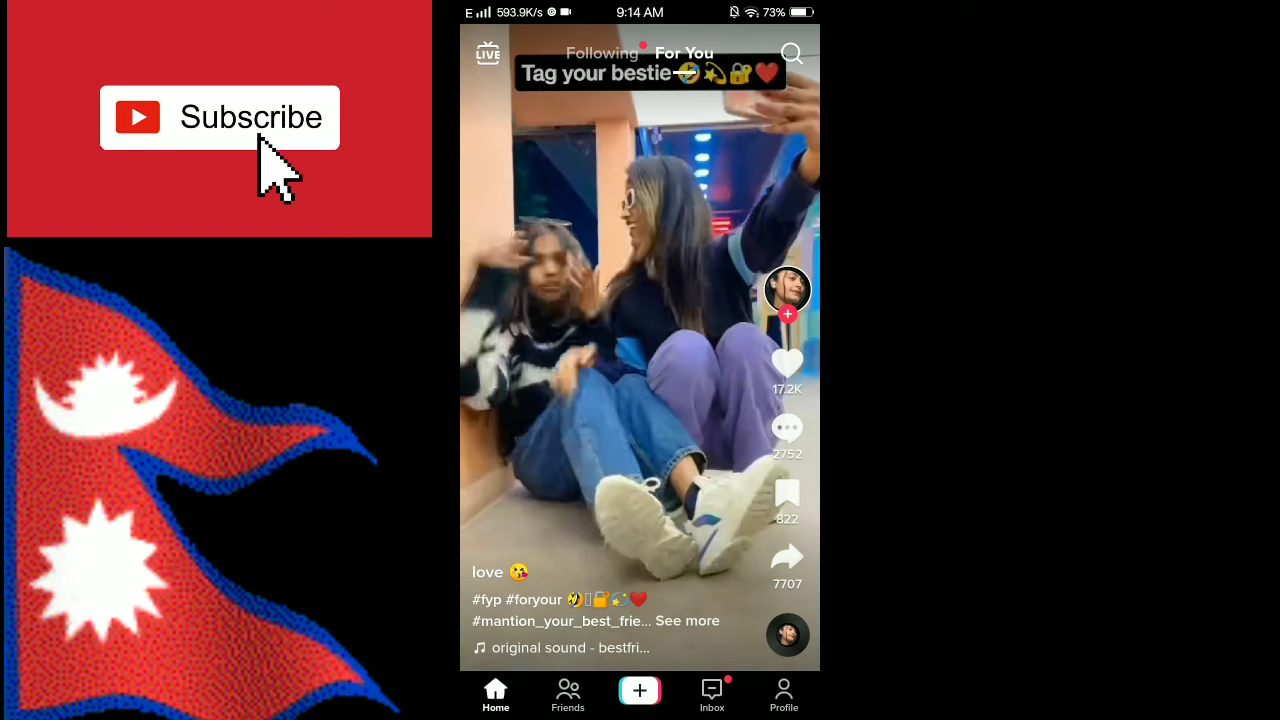 Subscribe
E 593.9K/s 9:14 AM 73%
LIVE Following For You
Tag your bestie🤣💫🔐❤️
17.2K
2752
822
7707
love 😘
#fyp #foryour 🤣▯🔐💫❤️
#mantion_your_best_frie... See more
original sound - bestfri...
Home Friends Inbox Profile